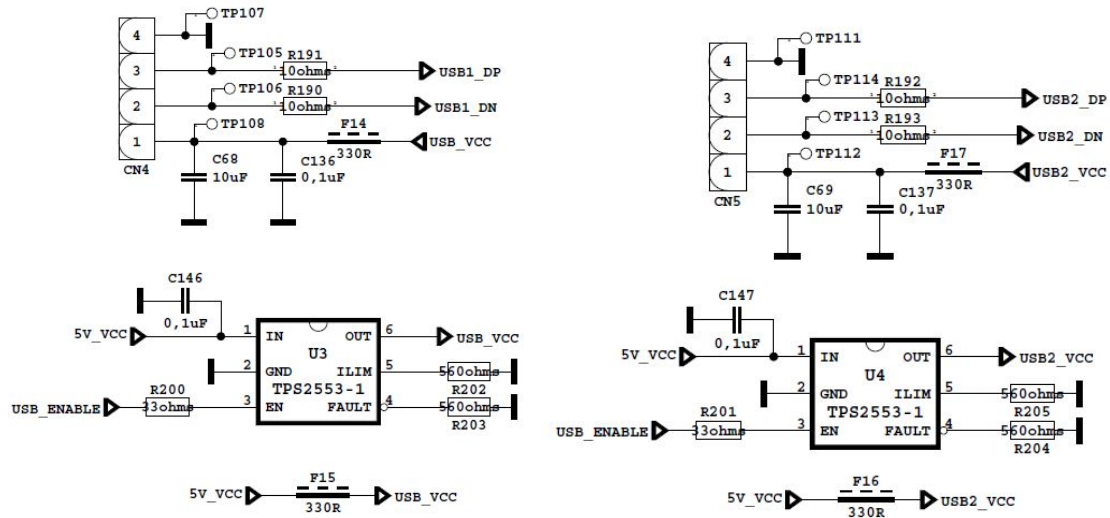 TP107
4
TP105
R191
3
10ohms
USB1_DP
TP106
R190
2
10ohms
USB1_DN
TP108
F14
1
330R
USB_VCC
CN4
C68
10uF
C136
0,1uF
TP111
4
TP114
R192
3
10ohms
USB2_DP
TP113
R193
2
10ohms
USB2_DN
TP112
F17
1
330R
USB2_VCC
CN5
C69
10uF
C137
0,1uF
C146
0,1uF
5V_VCC
1 IN OUT 6
USB_VCC
U3
2 GND ILIM 5
560ohms
R202
TPS2553-1
R200
USB_ENABLE
33ohms
3 EN FAULT 4
560ohms
R203
F15
5V_VCC
USB_VCC
330R
C147
0,1uF
5V_VCC
1 IN OUT 6
USB2_VCC
U4
2 GND ILIM 5
560ohms
R205
TPS2553-1
R201
USB_ENABLE
33ohms
3 EN FAULT 4
560ohms
R204
F16
5V_VCC
USB2_VCC
330R